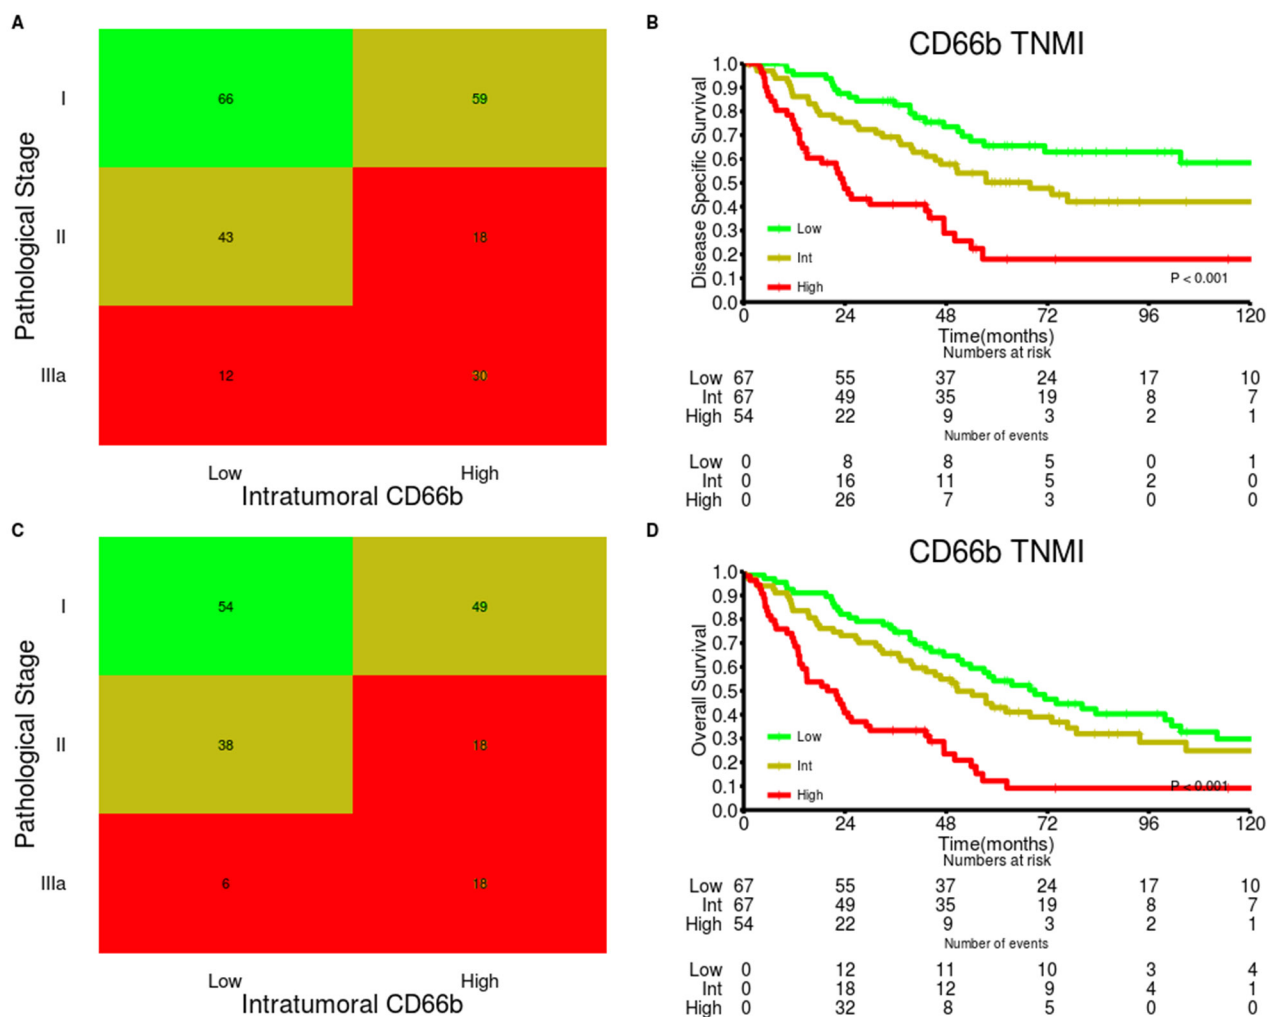 A
I
66
59
II
43
18
IIIa
12
30
Pathological Stage
Low
High
Intratumoral CD66b
B
CD66b TNMI
Disease Specific Survival
1.0
0.9
0.8
0.7
0.6
0.5
0.4
0.3
0.2
0.1
0.0
Low
Int
High
P < 0.001
0 24 48 72 96 120
Time(months)
Numbers at risk
Low 67 55 37 24 17 10
Int 67 49 35 19 8 7
High 54 22 9 3 2 1
Number of events
Low 0 8 8 5 0 1
Int 0 16 11 5 2 0
High 0 26 7 3 0 0
C
I
54
49
II
38
18
IIIa
6
18
Pathological Stage
Low
High
Intratumoral CD66b
D
CD66b TNMI
Overall Survival
1.0
0.9
0.8
0.7
0.6
0.5
0.4
0.3
0.2
0.1
0.0
Low
Int
High
P < 0.001
0 24 48 72 96 120
Time(months)
Numbers at risk
Low 67 55 37 24 17 10
Int 67 49 35 19 8 7
High 54 22 9 3 2 1
Number of events
Low 0 12 11 10 3 4
Int 0 18 12 9 4 1
High 0 32 8 5 0 0